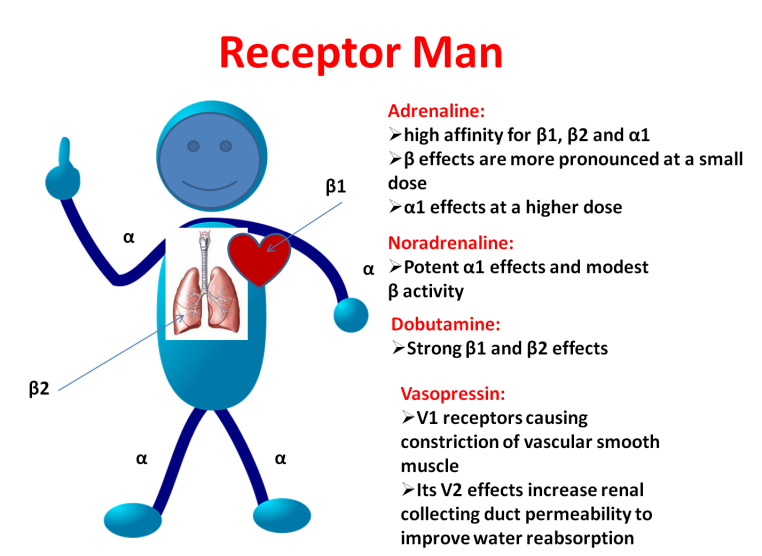 Receptor Man
Adrenaline:
➢high affinity for β1, β2 and α1
➢β effects are more pronounced at a small
dose
➢α1 effects at a higher dose
Noradrenaline:
➢Potent α1 effects and modest
β activity
Dobutamine:
➢Strong β1 and β2 effects
Vasopressin:
➢V1 receptors causing
constriction of vascular smooth
muscle
➢Its V2 effects increase renal
collecting duct permeability to
improve water reabsorption
β1
α
α
β2
α
α